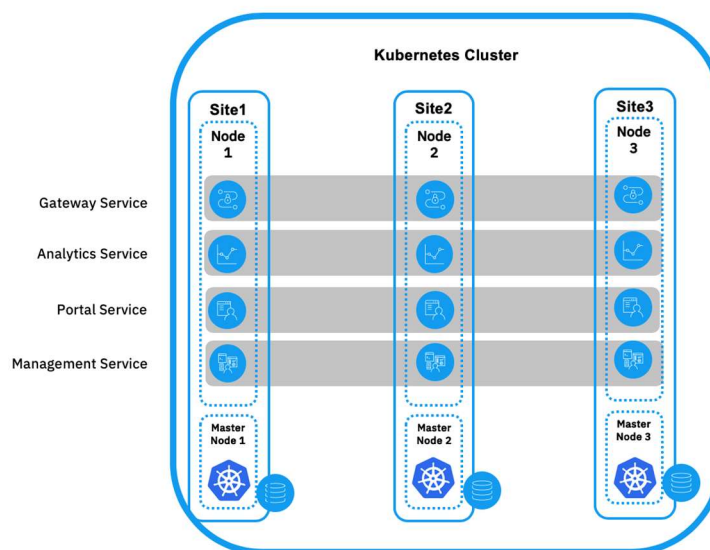 Kubernetes Cluster
Site1
Site2
Site3
Node
1
Node
2
Node
3
Gateway Service
Analytics Service
Portal Service
Management Service
Master
Node 1
Master
Node 2
Master
Node 3